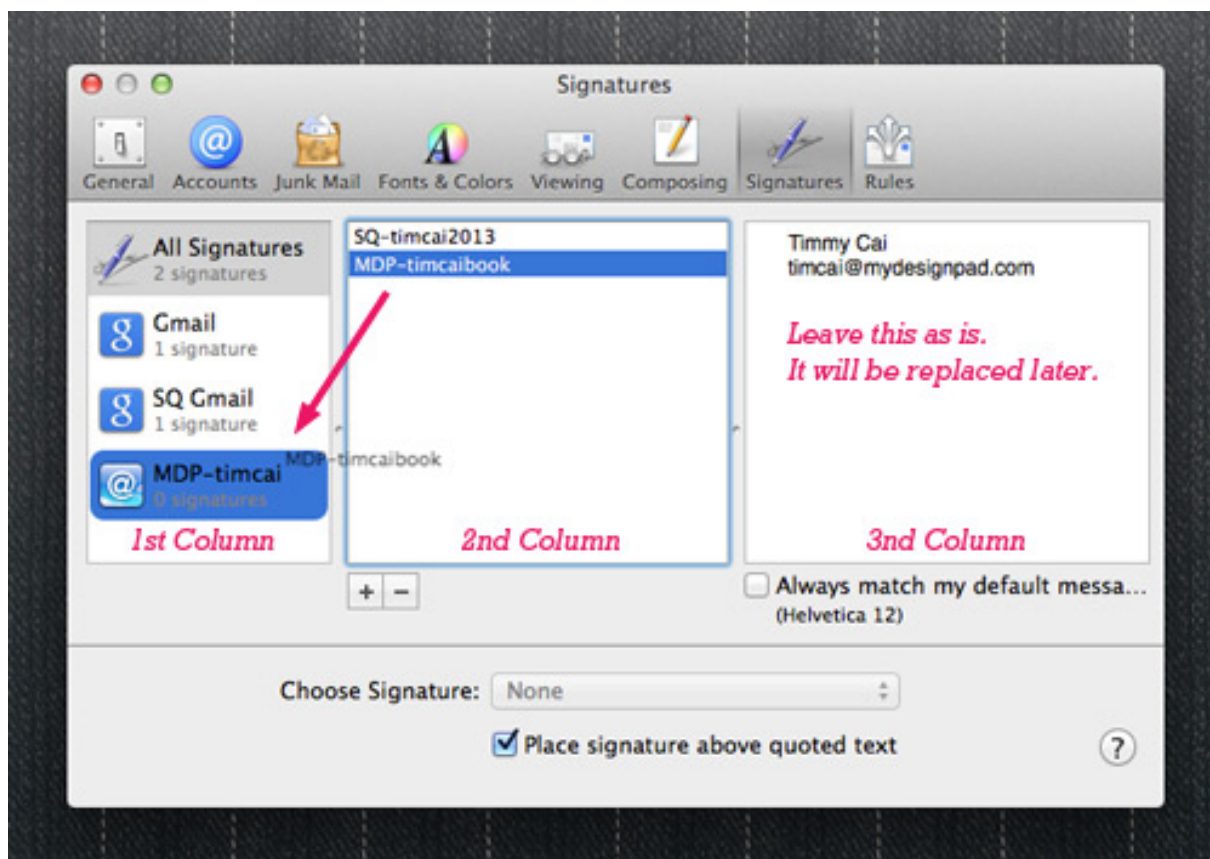 Signatures
General Accounts Junk Mail Fonts & Colors Viewing Composing Signatures Rules
All Signatures
2 signatures
Gmail
1 signature
SQ Gmail
1 signature
MDP-timcai
0 signatures
1st Column
SQ-timcai2013
MDP-timcaibook
MDP-timcaibook
2nd Column
+ −
Timmy Cai
timcai@mydesignpad.com
Leave this as is.
It will be replaced later.
3nd Column
Always match my default messa...
(Helvetica 12)
Choose Signature: None
Place signature above quoted text
?